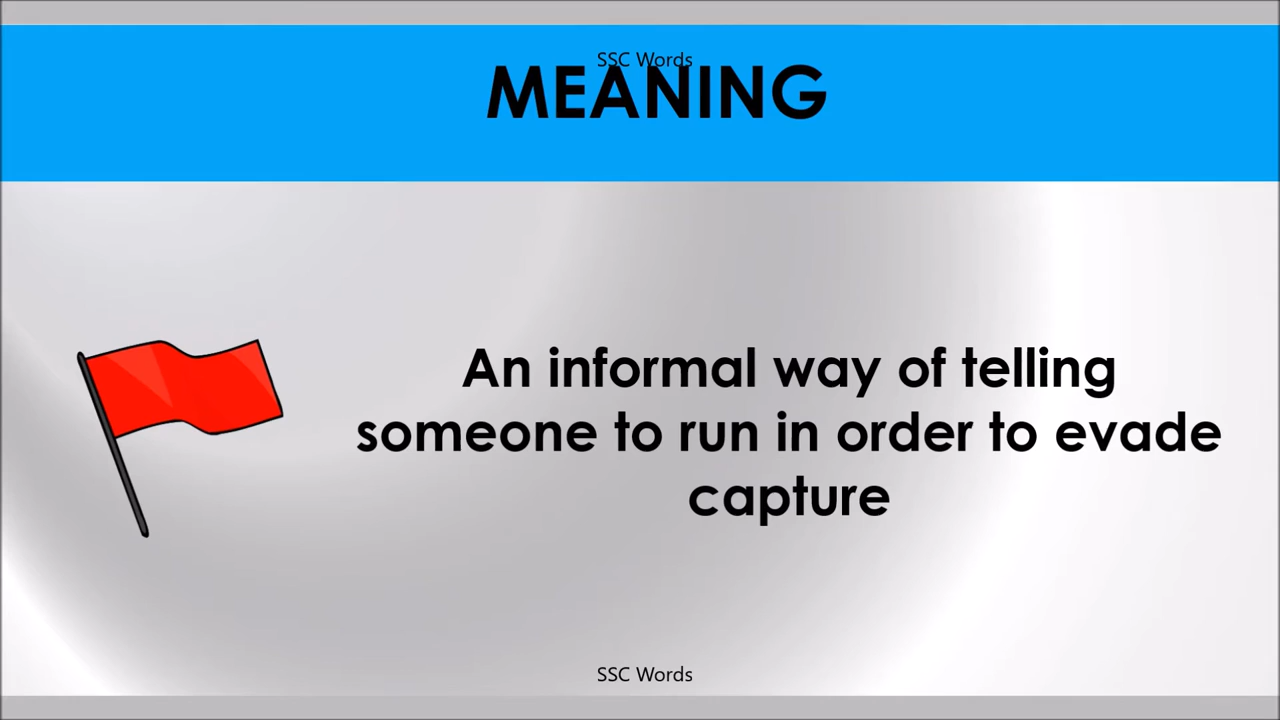 SSC Words
MEANING
An informal way of telling
someone to run in order to evade
capture
SSC Words